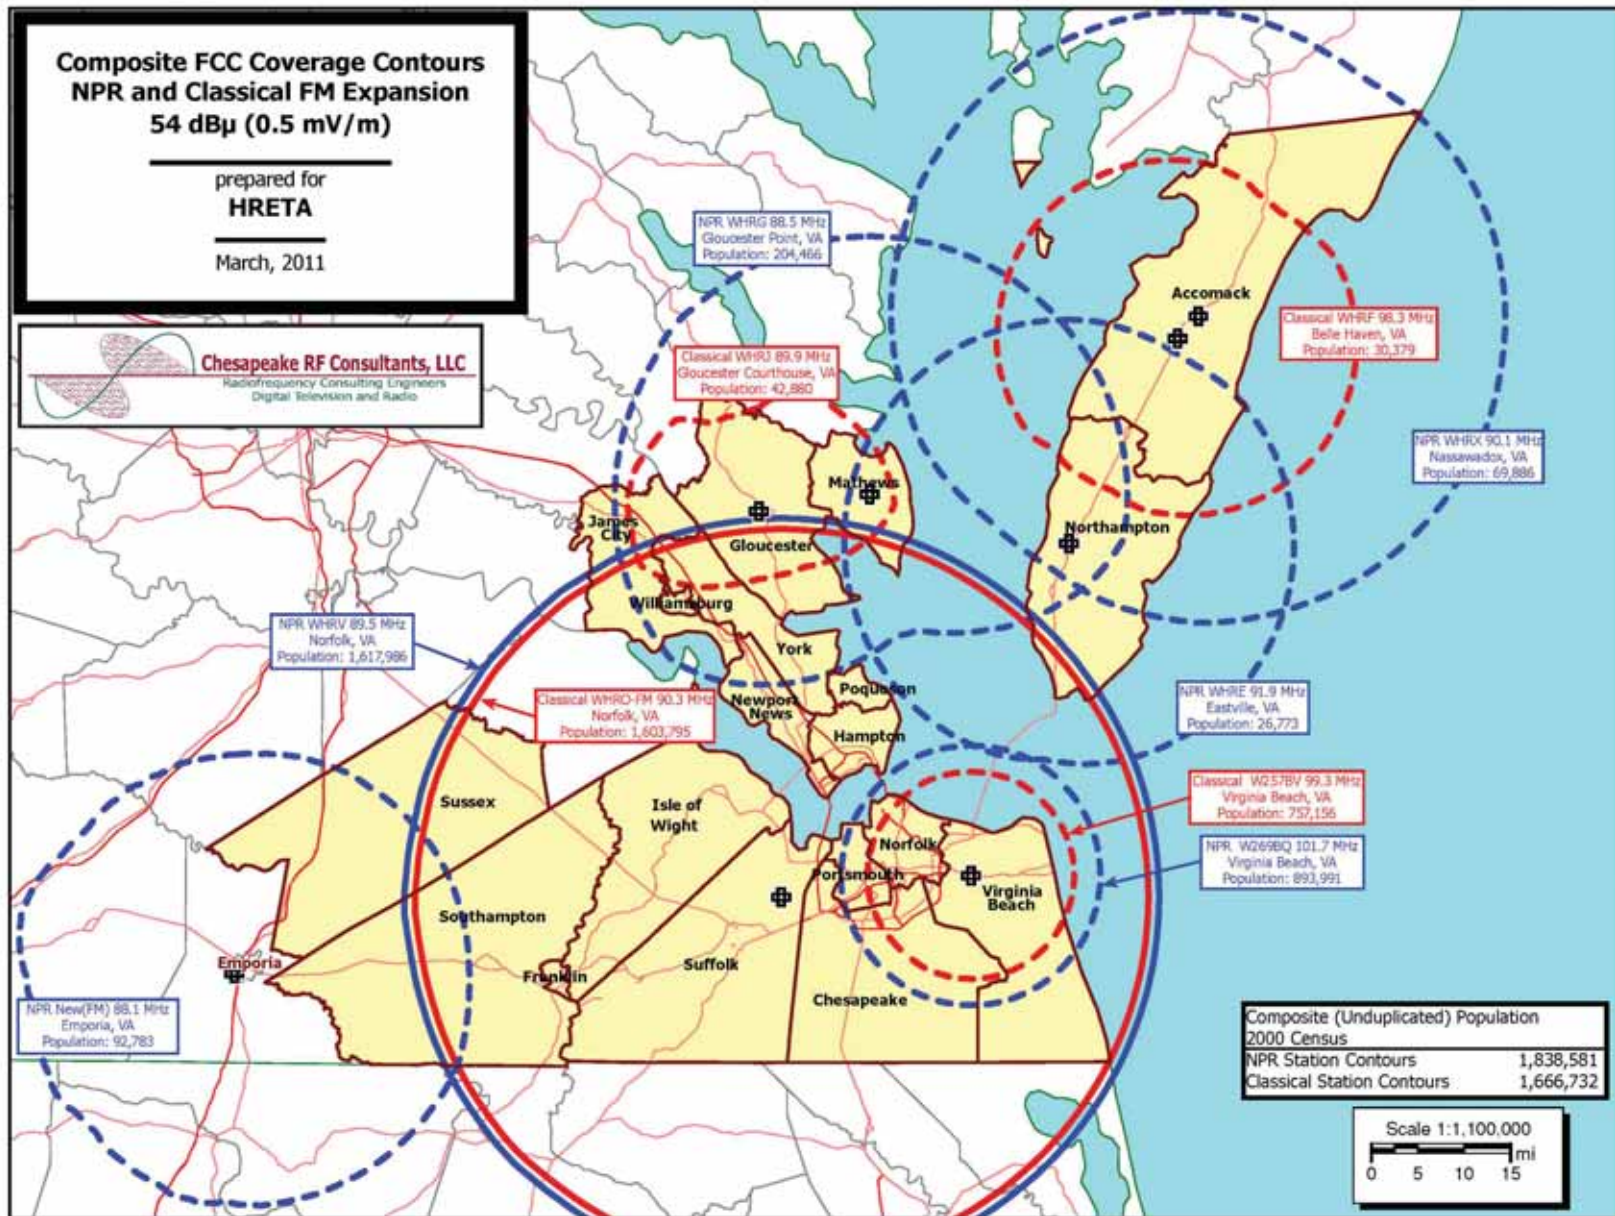 Composite FCC Coverage Contours
NPR and Classical FM Expansion
54 dBµ (0.5 mV/m)
prepared for
HRETA
March, 2011
Chesapeake RF Consultants, LLC
Radiofrequency Consulting Engineers
Digital Television and Radio
NPR WHRG 88.5 MHz
Gloucester Point, VA
Population: 204,466
Classical WHRJ 89.9 MHz
Gloucester Courthouse, VA
Population: 42,880
Accomack
Classical WHRF 98.3 MHz
Belle Haven, VA
Population: 30,379
NPR WHRX 90.1 MHz
Nassawadox, VA
Population: 69,886
Mathews
James
City
Gloucester
Northampton
Williamsburg
NPR WHRV 89.5 MHz
Norfolk, VA
Population: 1,617,986
York
Poquoson
Newport
News
Hampton
Classical WHRO-FM 90.3 MHz
Norfolk, VA
Population: 1,603,795
NPR WHRE 91.9 MHz
Eastville, VA
Population: 26,773
Classical W257BV 99.3 MHz
Virginia Beach, VA
Population: 757,156
NPR W269BQ 101.7 MHz
Virginia Beach, VA
Population: 893,991
Sussex
Isle of
Wight
Norfolk
Portsmouth
Virginia
Beach
Southampton
Emporia
Franklin
Suffolk
Chesapeake
NPR New(FM) 88.1 MHz
Emporia, VA
Population: 92,783
Composite (Unduplicated) Population
2000 Census
NPR Station Contours 1,838,581
Classical Station Contours 1,666,732
Scale 1:1,100,000
mi
0 5 10 15